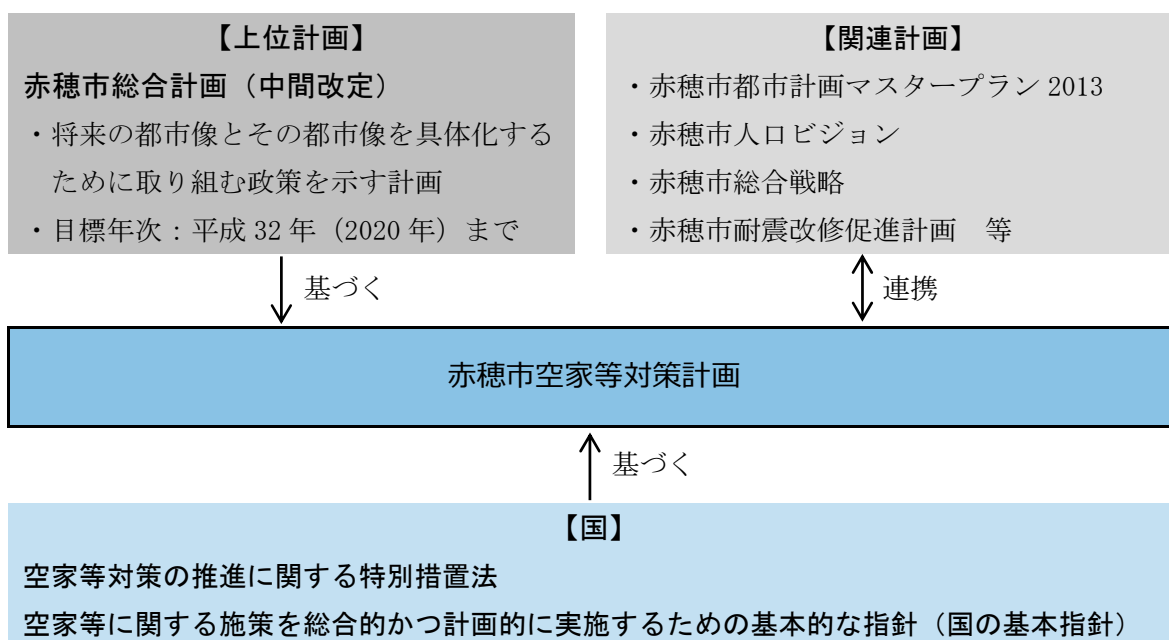 【上位計画】
赤穂市総合計画（中間改定）
・将来の都市像とその都市像を具体化する
ために取り組む政策を示す計画
・目標年次：平成 32 年（2020 年）まで
【関連計画】
・赤穂市都市計画マスタープラン 2013
・赤穂市人口ビジョン
・赤穂市総合戦略
・赤穂市耐震改修促進計画　等
基づく
連携
赤穂市空家等対策計画
基づく
【国】
空家等対策の推進に関する特別措置法
空家等に関する施策を総合的かつ計画的に実施するための基本的な指針（国の基本指針）